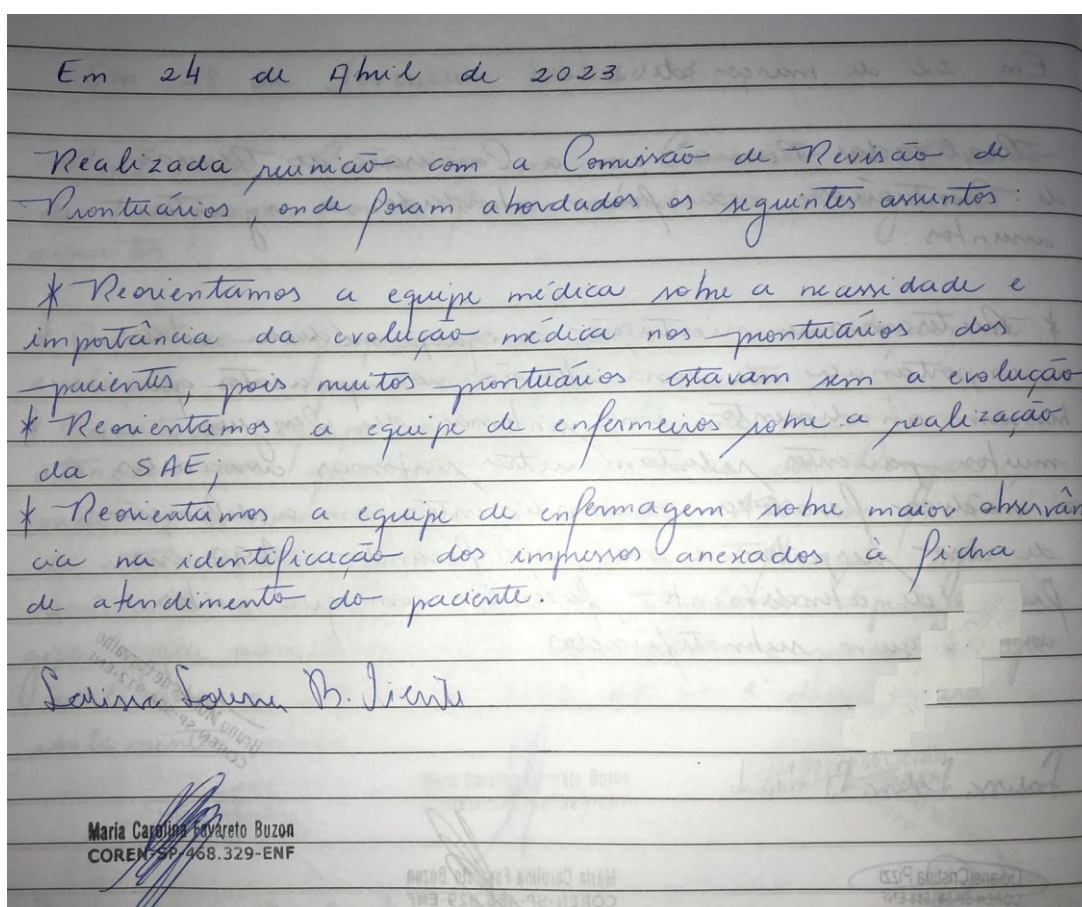 Em 24 de Abril de 2023
Realizada reunião com a Comissão de Revisão de
Prontuários, onde foram abordados os seguintes assuntos:
* Reorientamos a equipe médica sobre a necessidade e
importância da evolução médica nos prontuários dos
pacientes, pois muitos prontuários estavam sem a evolução
* Reorientamos a equipe de enfermeiros sobre a realização
da SAE;
* Reorientamos a equipe de enfermagem sobre maior observân
cia na identificação dos impressos anexados à ficha
de atendimento do paciente.
B.
Maria Carolina Favareto Buzon
COREN-SP-468.329-ENF